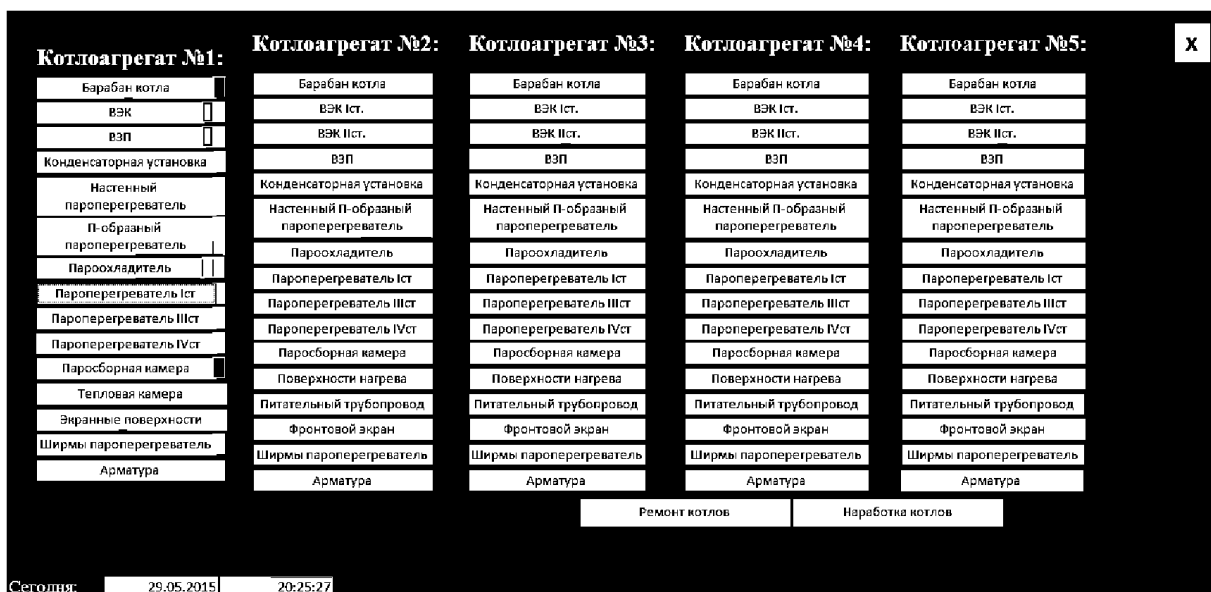 Котлоагрегат №1:
Барабан котла
ВЭК
ВЗП
Конденсаторная установка
Настенный
пароперегреватель
П-образный
пароперегреватель
Пароохладитель
Пароперегреватель Iст
Пароперегреватель IIIст
Пароперегреватель IVст
Паросборная камера
Тепловая камера
Экранные поверхности
Ширмы пароперегреватель
Арматура
Котлоагрегат №2:
Барабан котла
ВЭК Iст.
ВЭК IIст.
ВЗП
Конденсаторная установка
Настенный П-образный
пароперегреватель
Пароохладитель
Пароперегреватель Iст
Пароперегреватель IIIст
Пароперегреватель IVст
Паросборная камера
Поверхности нагрева
Питательный трубопровод
Фронтовой экран
Ширмы пароперегреватель
Арматура
Котлоагрегат №3:
Барабан котла
ВЭК Iст.
ВЭК IIст.
ВЗП
Конденсаторная установка
Настенный П-образный
пароперегреватель
Пароохладитель
Пароперегреватель Iст
Пароперегреватель IIIст
Пароперегреватель IVст
Паросборная камера
Поверхности нагрева
Питательный трубопровод
Фронтовой экран
Ширмы пароперегреватель
Арматура
Котлоагрегат №4:
Барабан котла
ВЭК Iст.
ВЭК IIст.
ВЗП
Конденсаторная установка
Настенный П-образный
пароперегреватель
Пароохладитель
Пароперегреватель Iст
Пароперегреватель IIIст
Пароперегреватель IVст
Паросборная камера
Поверхности нагрева
Питательный трубопровод
Фронтовой экран
Ширмы пароперегреватель
Арматура
Котлоагрегат №5:
Барабан котла
ВЭК Iст.
ВЭК IIст.
ВЗП
Конденсаторная установка
Настенный П-образный
пароперегреватель
Пароохладитель
Пароперегреватель Iст
Пароперегреватель IIIст
Пароперегреватель IVст
Паросборная камера
Поверхности нагрева
Питательный трубопровод
Фронтовой экран
Ширмы пароперегреватель
Арматура
X
Ремонт котлов
Наработка котлов
Сегодня: 29.05.2015 20:25:27